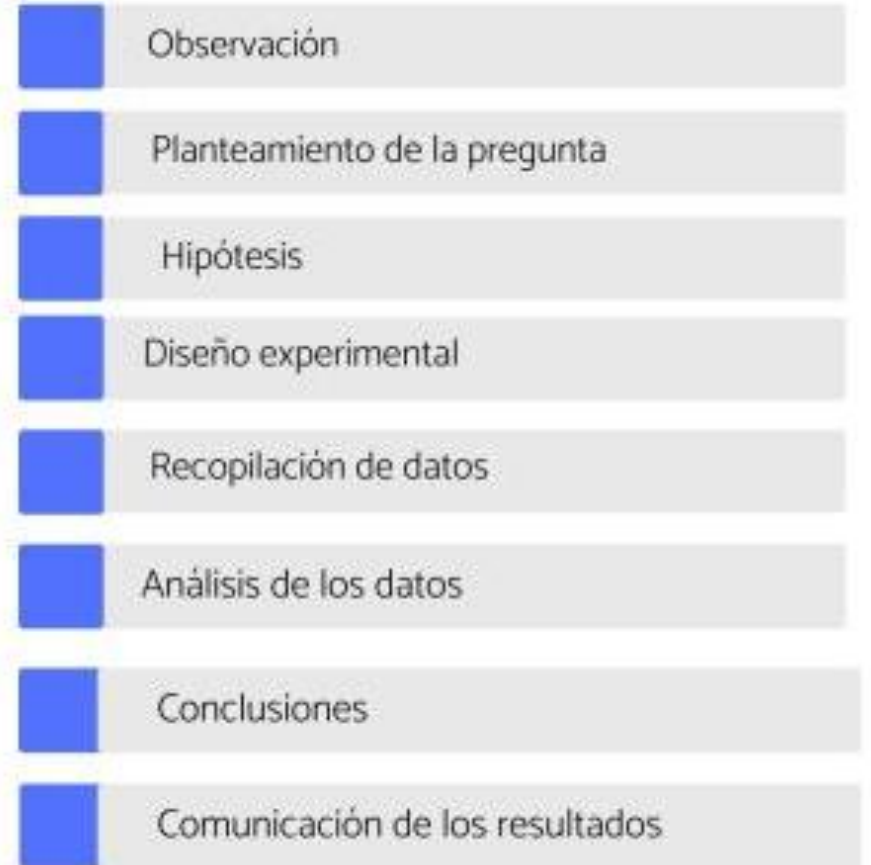 Observación
Planteamiento de la pregunta
Hipótesis
Diseño experimental
Recopilación de datos
Análisis de los datos
Conclusiones
Comunicación de los resultados